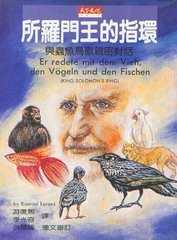 天下文化
所羅門王的指環
與蟲魚鳥獸親密對話
Er redete mit dem Vieh,
den Vögeln und den Fischen
(KING SOLOMON'S RING)
by Konrad Lorenz
游復熙
季光容 譯